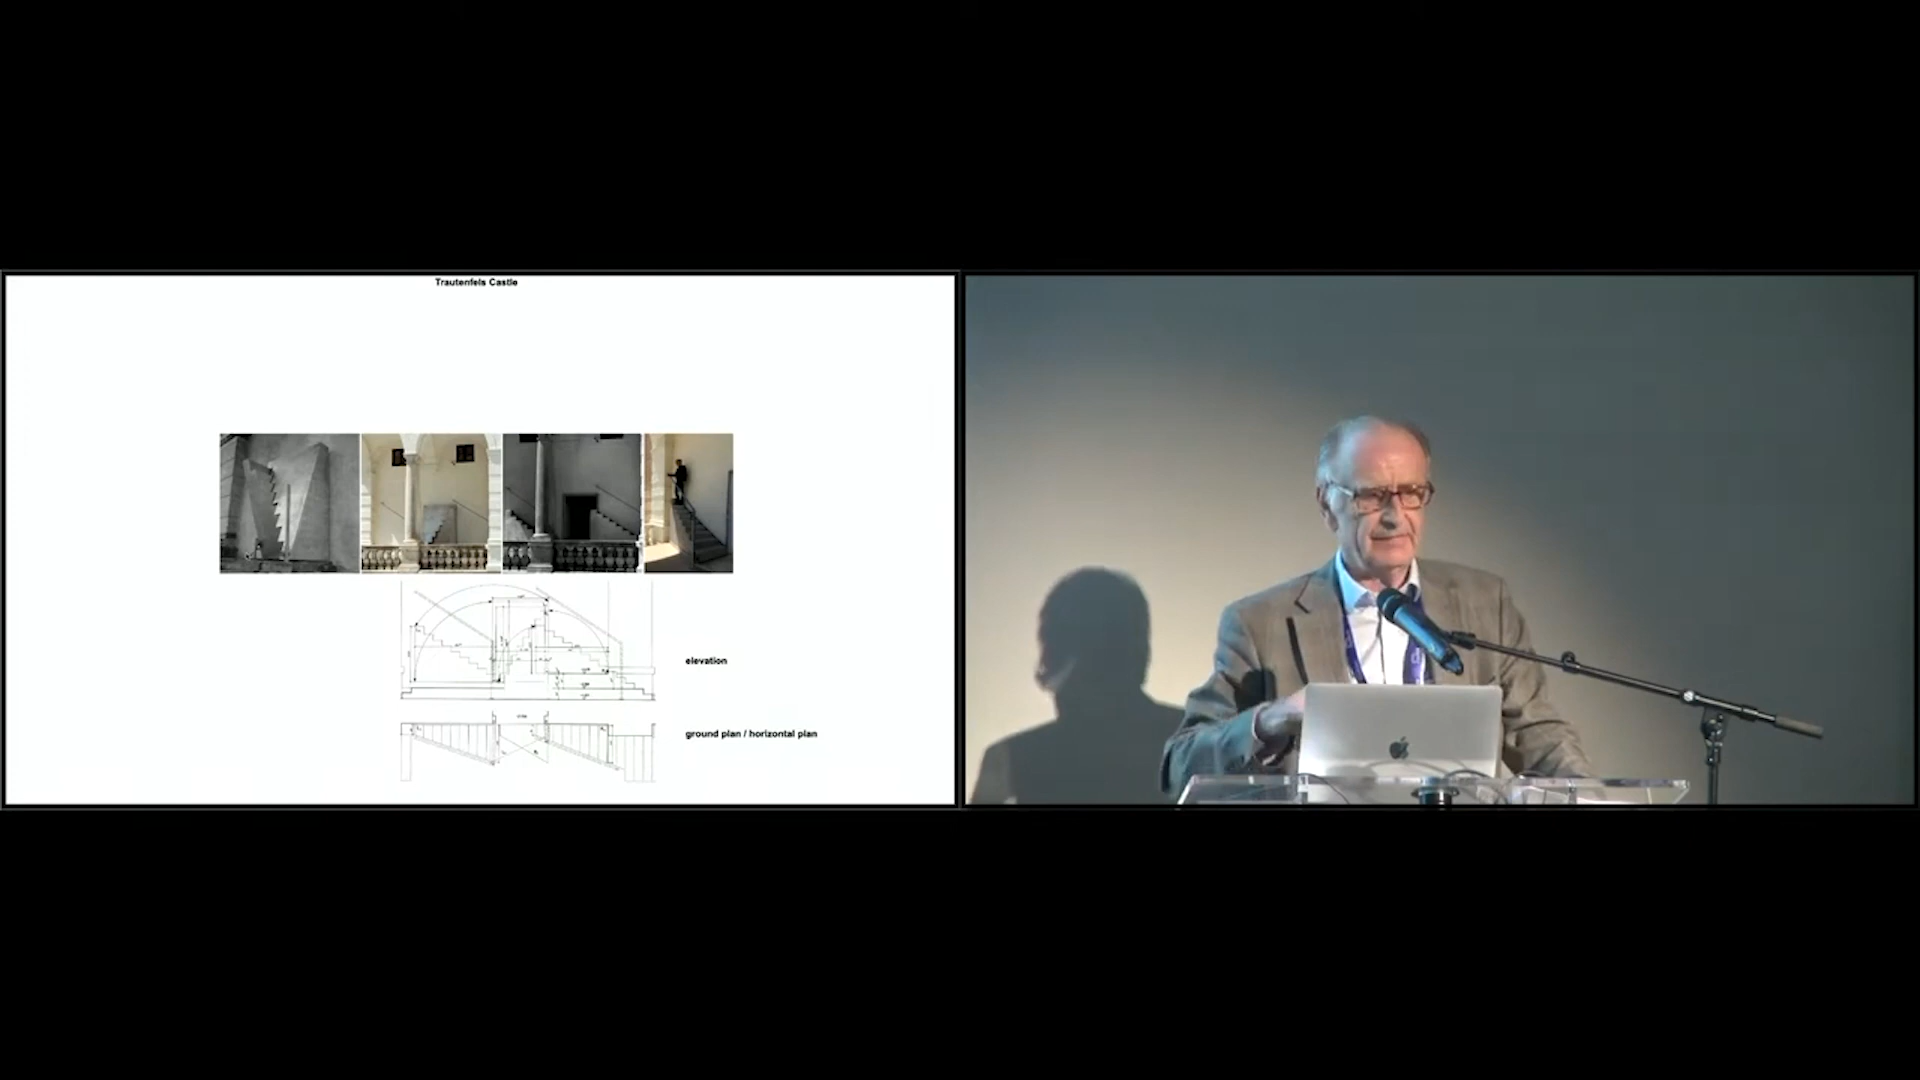 Trautenfels Castle
elevation
ground plan / horizontal plan